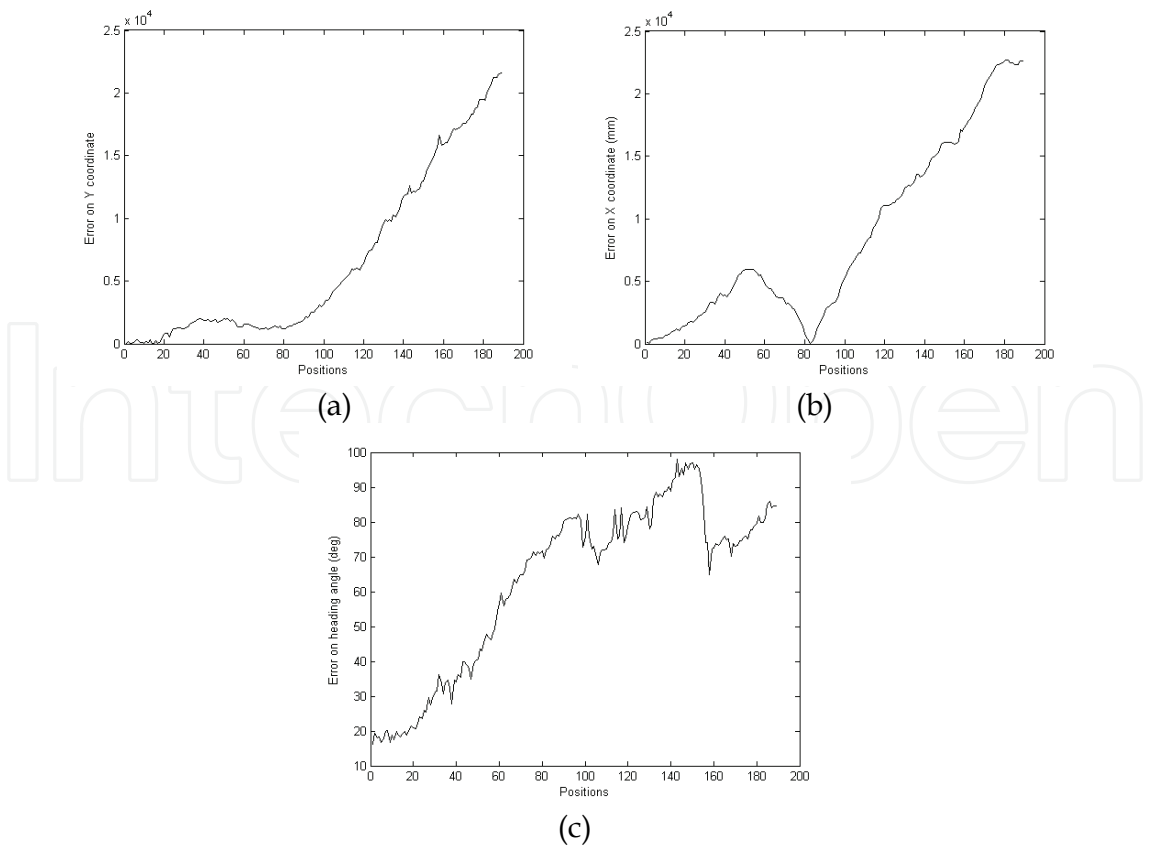 x 10⁴
2.5
2
1.5
1
0.5
0
0 20 40 60 80 100 120 140 160 180 200
Error on Y coordinate
Positions
(a)
x 10⁴
2.5
2
1.5
1
0.5
0
0 20 40 60 80 100 120 140 160 180 200
Error on X coordinate (mm)
Positions
(b)
IntechOpen
100
90
80
70
60
50
40
30
20
10
0 20 40 60 80 100 120 140 160 180 200
Error on heading angle (deg)
Positions
(c)